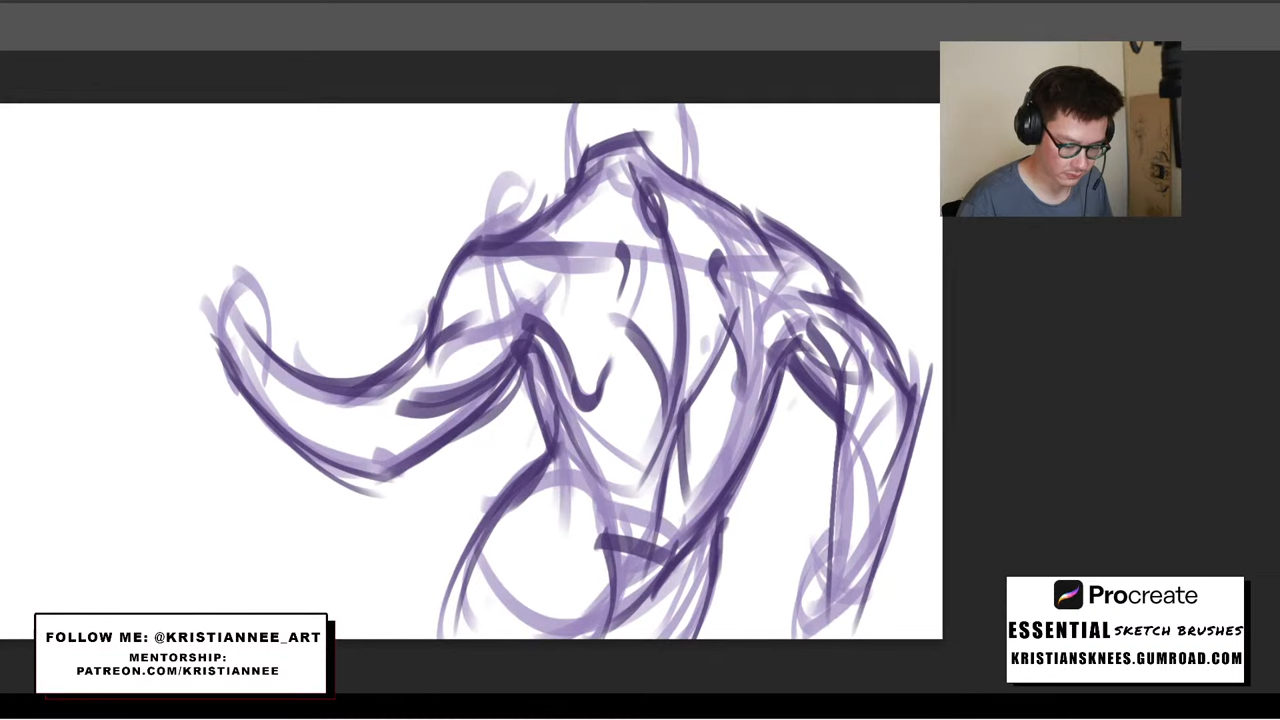 FOLLOW ME: @KRISTIANNEE_ART
MENTORSHIP:
PATREON.COM/KRISTIANNEE
Procreate
ESSENTIAL SKETCH BRUSHES
KRISTIANSKNEES.GUMROAD.COM